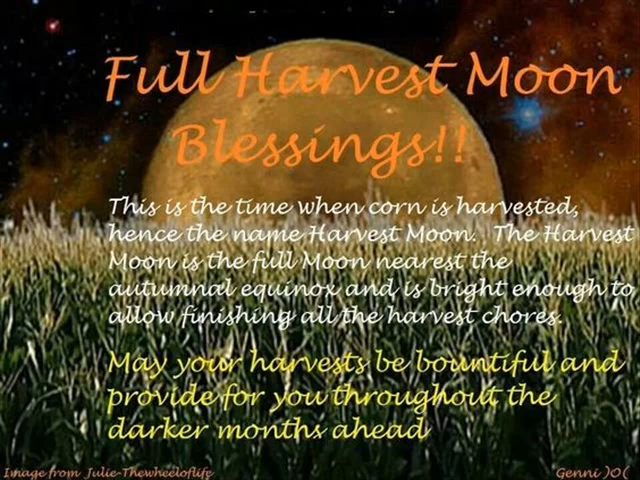 Full Harvest Moon
Blessings!!
This is the time when corn is harvested,
hence the name Harvest Moon. The Harvest
Moon is the full Moon nearest the
autumnal equinox and is bright enough to
allow finishing all the harvest chores.
May your harvests be bountiful and
provide for you throughout the
darker months ahead
Image from Julie-Thewheeloflife
Genni )O(